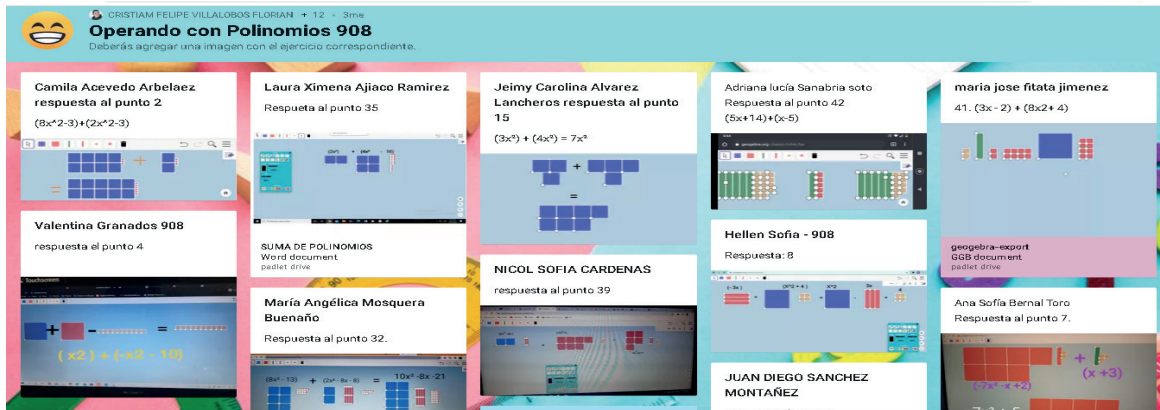 CRISTIAM FELIPE VILLALOBOS FLORIAN + 12 • 3me
Operando con Polinomios 908
Deberás agregar una imagen con el ejercicio correspondiente.
Camila Acevedo Arbelaez
respuesta al punto 2
(8x^2-3)+(2x^2-3)
Valentina Granados 908
respuesta el punto 4
(x2) + (-x2 - 10)
Laura Ximena Ajiaco Ramirez
Respueta al punto 35
SUMA DE POLINOMIOS
Word document
padlet drive
María Angélica Mosquera
Buenaño
Respuesta al punto 32.
(8x² - 13) + (2x² - 8x - 8) = 10x² -8x -21
Jeimy Carolina Alvarez
Lancheros respuesta al punto
15
(3x²) + (4x²) = 7x²
NICOL SOFIA CARDENAS
respuesta al punto 39
Adriana lucía Sanabria soto
Respuesta al punto 42
(5x+14)+(x-5)
Hellen Sofia - 908
Respuesta: 8
(-3x) (X^2 + 4) X^2 3x 4
JUAN DIEGO SANCHEZ
MONTAÑEZ
maria jose fitata jimenez
41. (3x - 2) + (8x2+ 4)
geogebra-export
GGB document
padlet drive
Ana Sofía Bernal Toro
Respuesta al punto 7.
(-7x² -x +2) + (x +3)